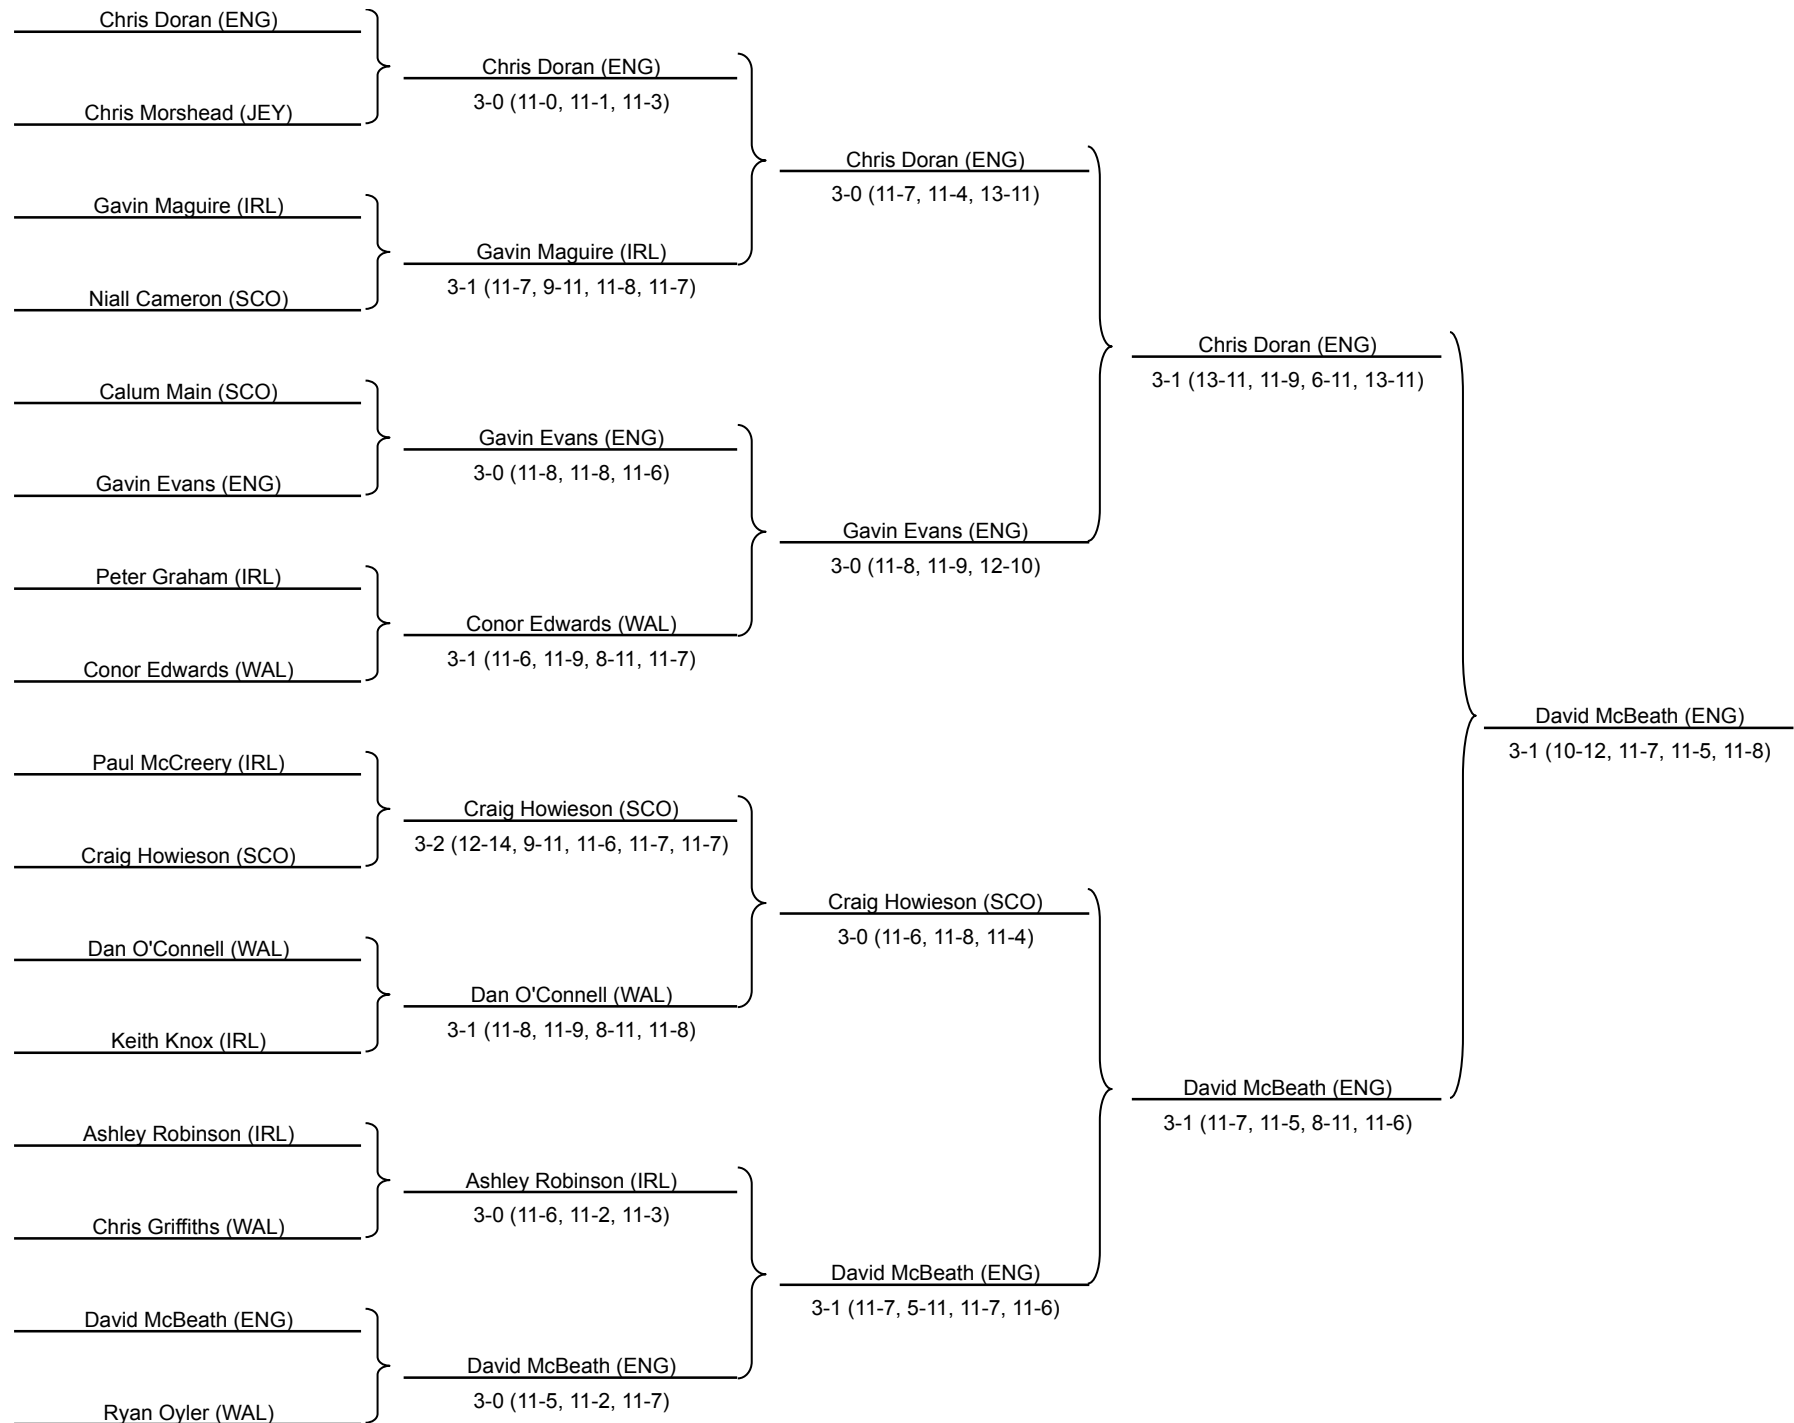 Chris Doran (ENG)
Chris Morshead (JEY)
Gavin Maguire (IRL)
Niall Cameron (SCO)
Calum Main (SCO)
Gavin Evans (ENG)
Peter Graham (IRL)
Conor Edwards (WAL)
Paul McCreery (IRL)
Craig Howieson (SCO)
Dan O'Connell (WAL)
Keith Knox (IRL)
Ashley Robinson (IRL)
Chris Griffiths (WAL)
David McBeath (ENG)
Ryan Oyler (WAL)
Chris Doran (ENG)
3-0 (11-0, 11-1, 11-3)
Gavin Maguire (IRL)
3-1 (11-7, 9-11, 11-8, 11-7)
Gavin Evans (ENG)
3-0 (11-8, 11-8, 11-6)
Conor Edwards (WAL)
3-1 (11-6, 11-9, 8-11, 11-7)
Craig Howieson (SCO)
3-2 (12-14, 9-11, 11-6, 11-7, 11-7)
Dan O'Connell (WAL)
3-1 (11-8, 11-9, 8-11, 11-8)
Ashley Robinson (IRL)
3-0 (11-6, 11-2, 11-3)
David McBeath (ENG)
3-0 (11-5, 11-2, 11-7)
Chris Doran (ENG)
3-0 (11-7, 11-4, 13-11)
Gavin Evans (ENG)
3-0 (11-8, 11-9, 12-10)
Craig Howieson (SCO)
3-0 (11-6, 11-8, 11-4)
David McBeath (ENG)
3-1 (11-7, 5-11, 11-7, 11-6)
Chris Doran (ENG)
3-1 (13-11, 11-9, 6-11, 13-11)
David McBeath (ENG)
3-1 (11-7, 11-5, 8-11, 11-6)
David McBeath (ENG)
3-1 (10-12, 11-7, 11-5, 11-8)